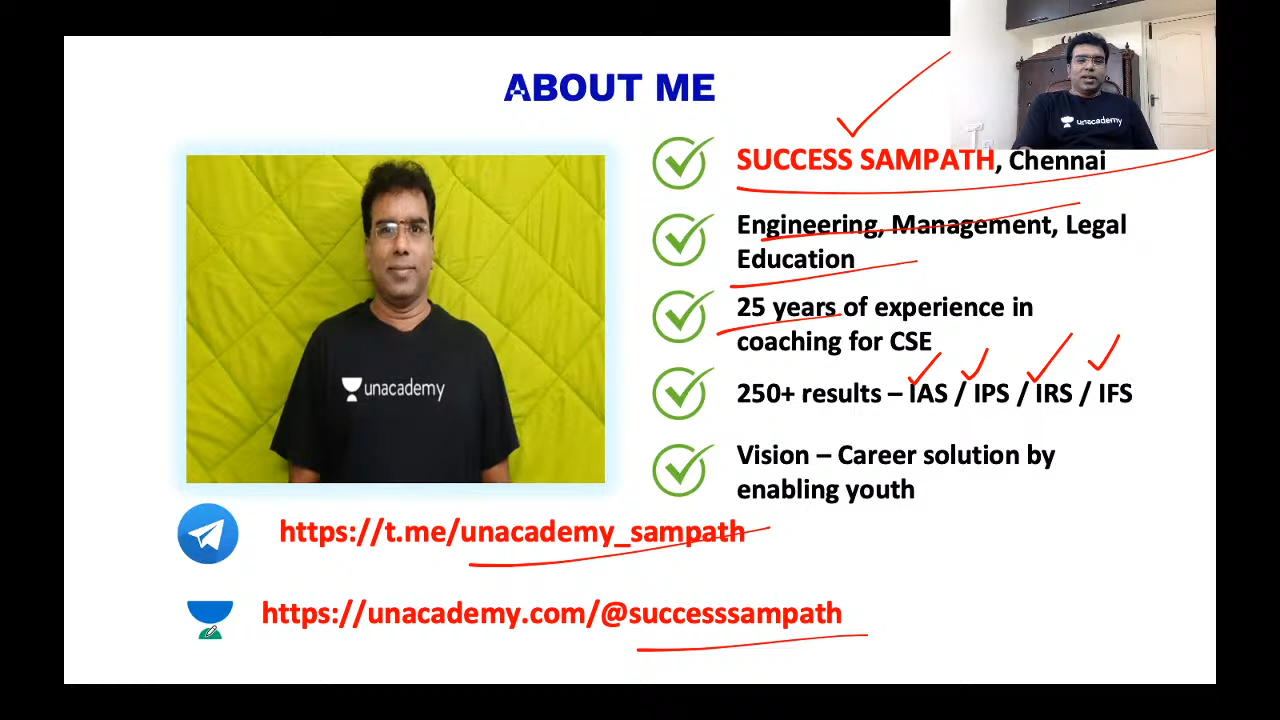 ABOUT ME
unacademy
SUCCESS SAMPATH, Chennai
Engineering, Management, Legal
Education
25 years of experience in
coaching for CSE
250+ results – IAS / IPS / IRS / IFS
unacademy
Vision – Career solution by
enabling youth
https://t.me/unacademy_sampath
https://unacademy.com/@successsampath